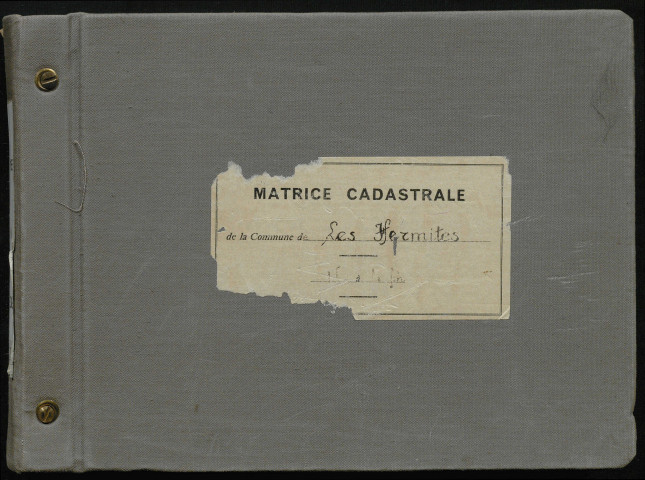 MATRICE CADASTRALE
de la Commune de Les Hermites